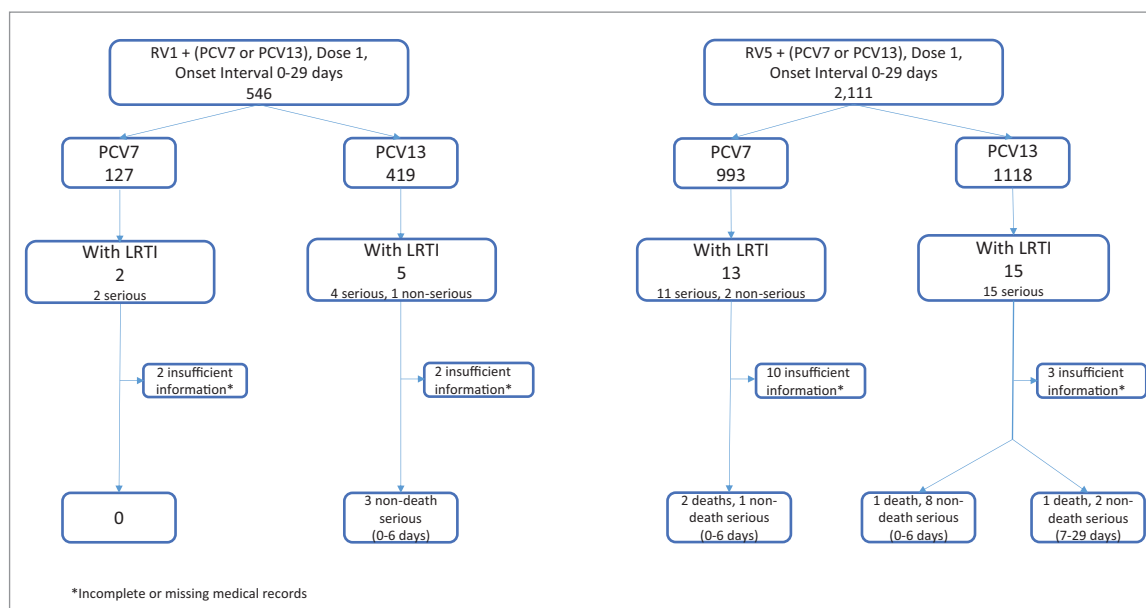 RV1 + (PCV7 or PCV13), Dose 1,
Onset Interval 0-29 days
546
PCV7
127
PCV13
419
With LRTI
2
2 serious
With LRTI
5
4 serious, 1 non-serious
2 insufficient
information*
2 insufficient
information*
0
3 non-death
serious
(0-6 days)
RV5 + (PCV7 or PCV13), Dose 1,
Onset Interval 0-29 days
2,111
PCV7
993
PCV13
1118
With LRTI
13
11 serious, 2 non-serious
With LRTI
15
15 serious
10 insufficient
information*
3 insufficient
information*
2 deaths, 1 non-
death serious
(0-6 days)
1 death, 8 non-
death serious
(0-6 days)
1 death, 2 non-
death serious
(7-29 days)
*Incomplete or missing medical records